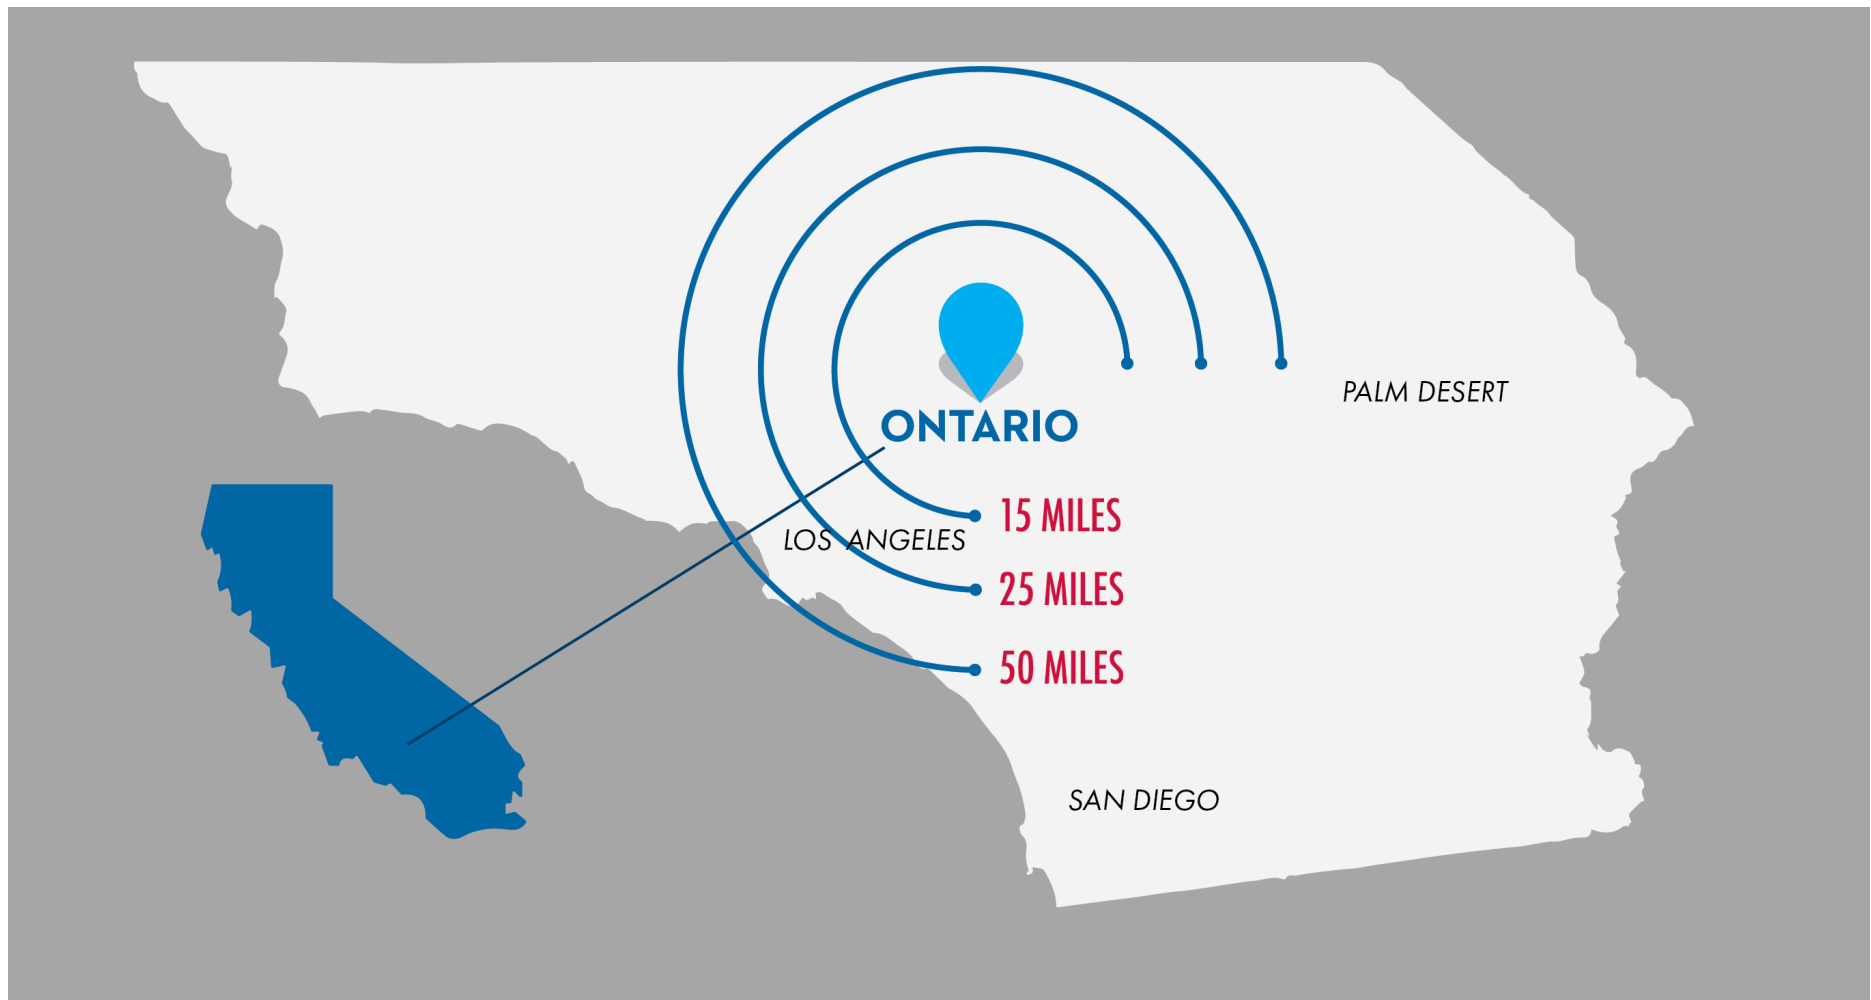 PALM DESERT
ONTARIO
15 MILES
LOS ANGELES
25 MILES
50 MILES
SAN DIEGO